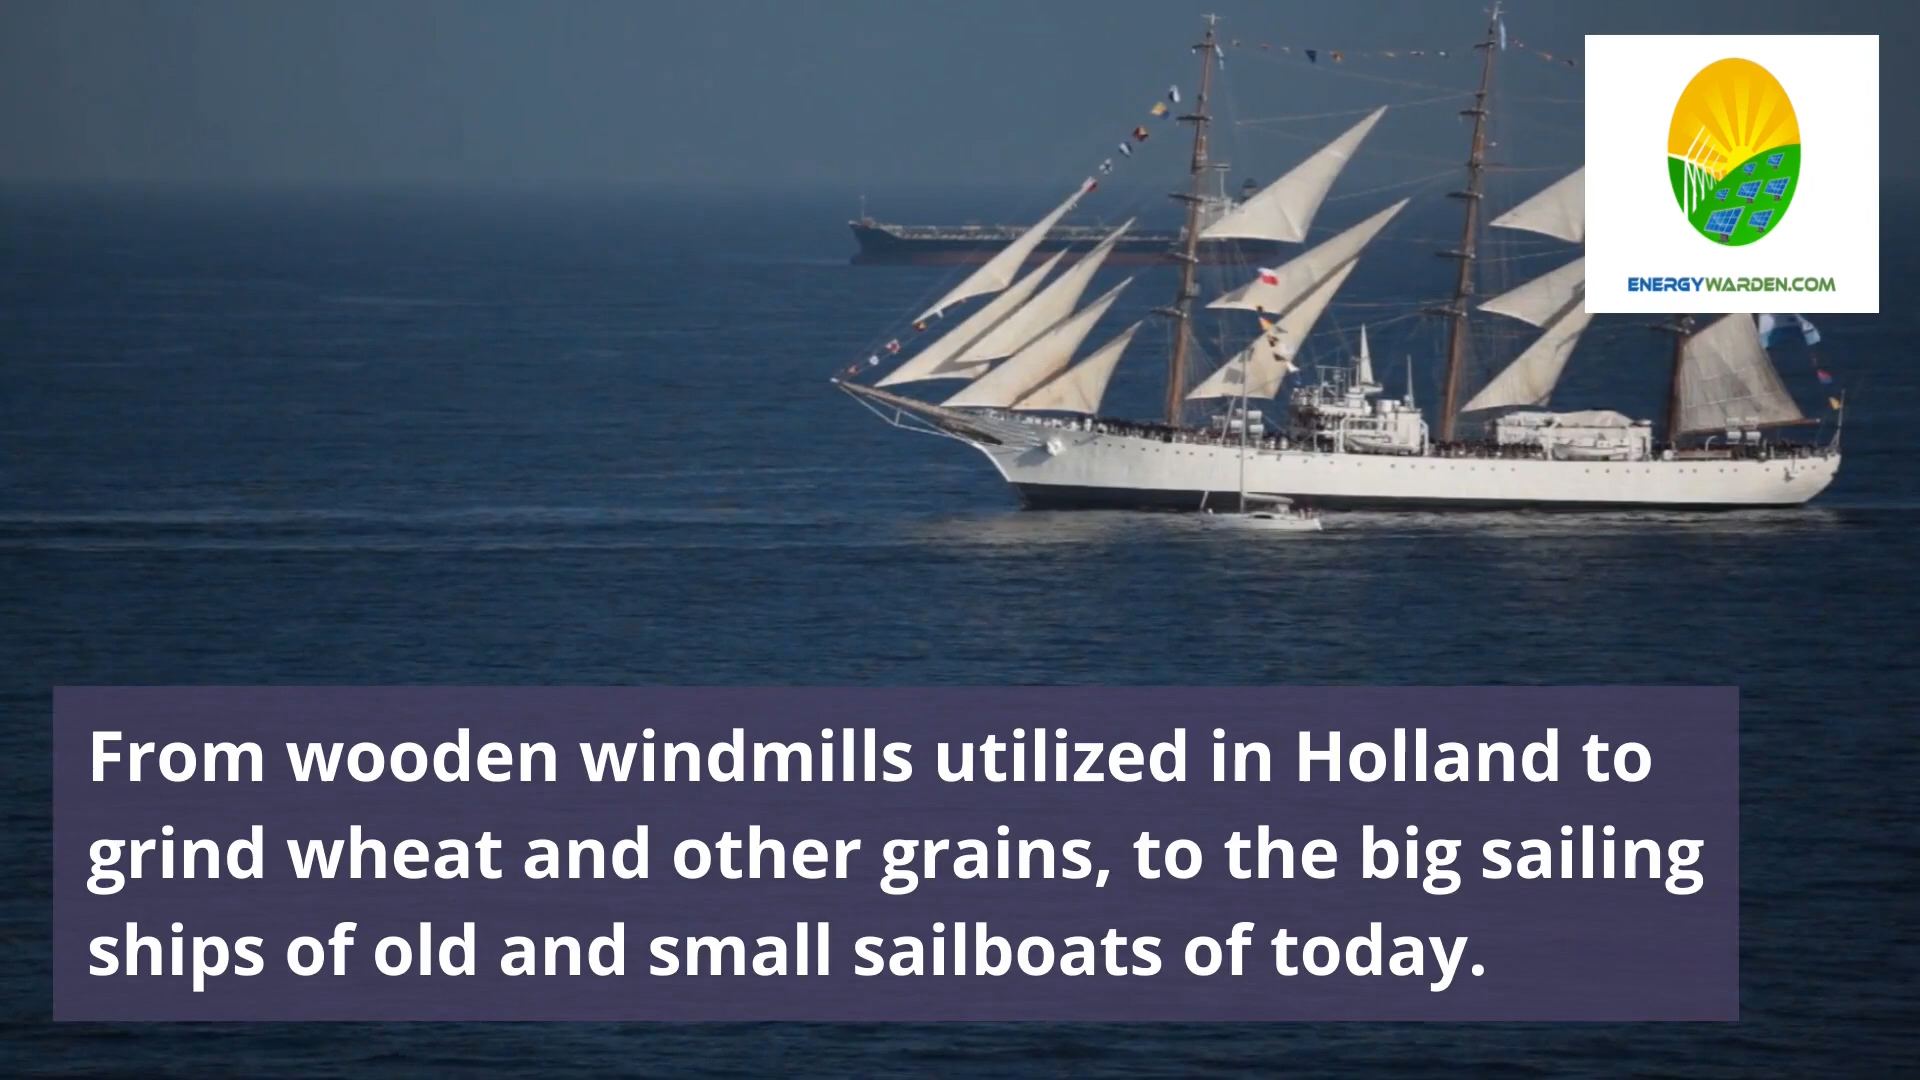 ENERGYWARDEN.COM
From wooden windmills utilized in Holland to
grind wheat and other grains, to the big sailing
ships of old and small sailboats of today.